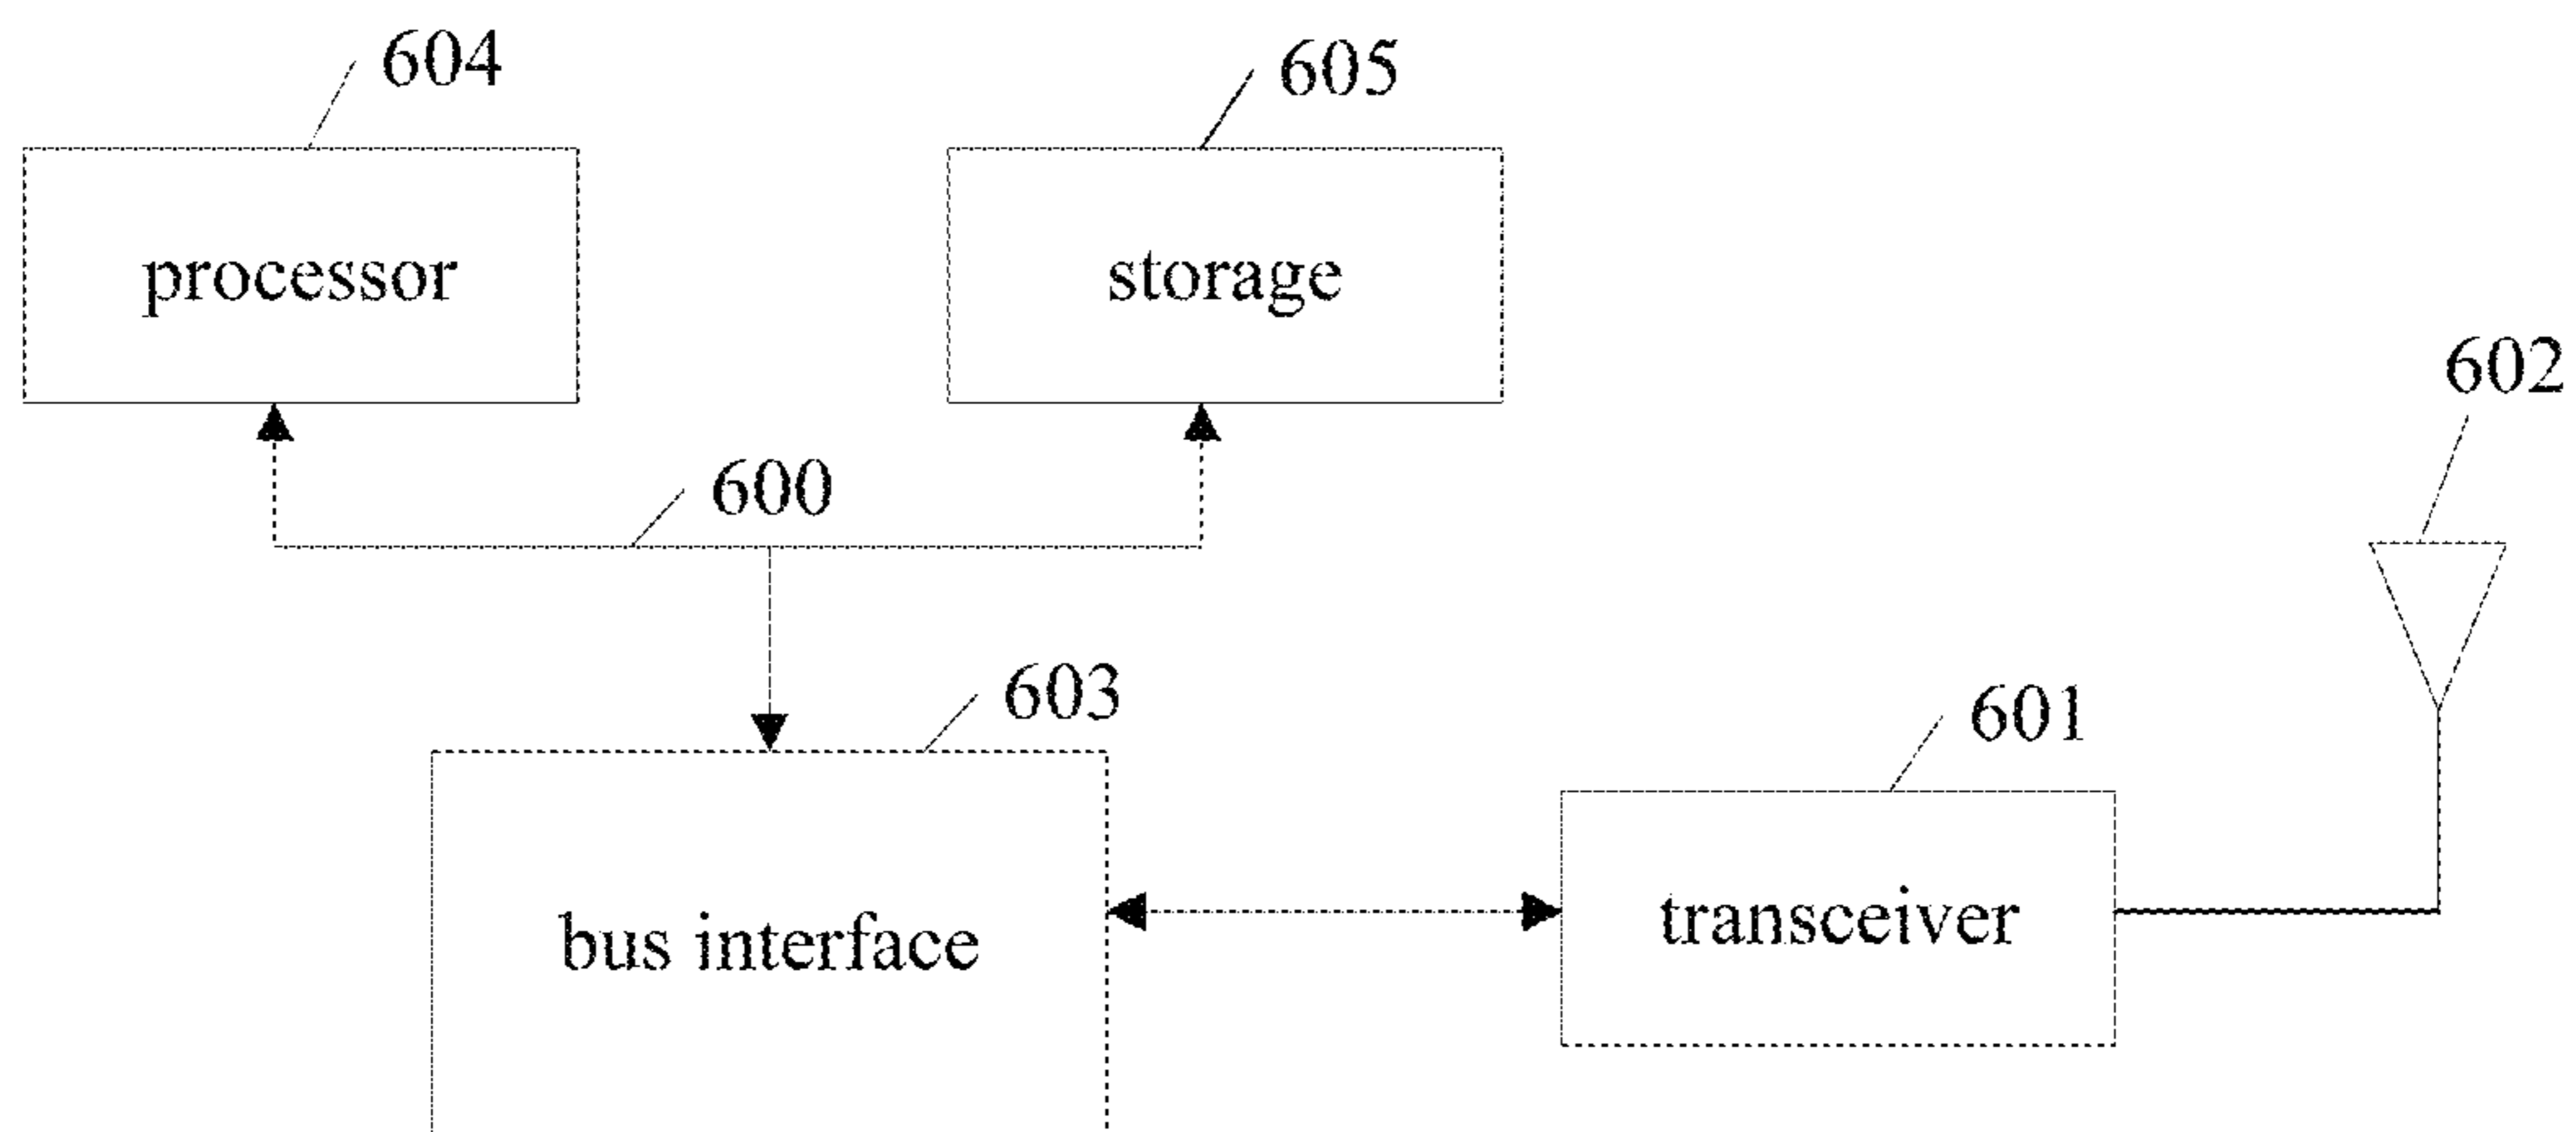 604
605
processor
storage
602
600
603
601
bus interface
transceiver